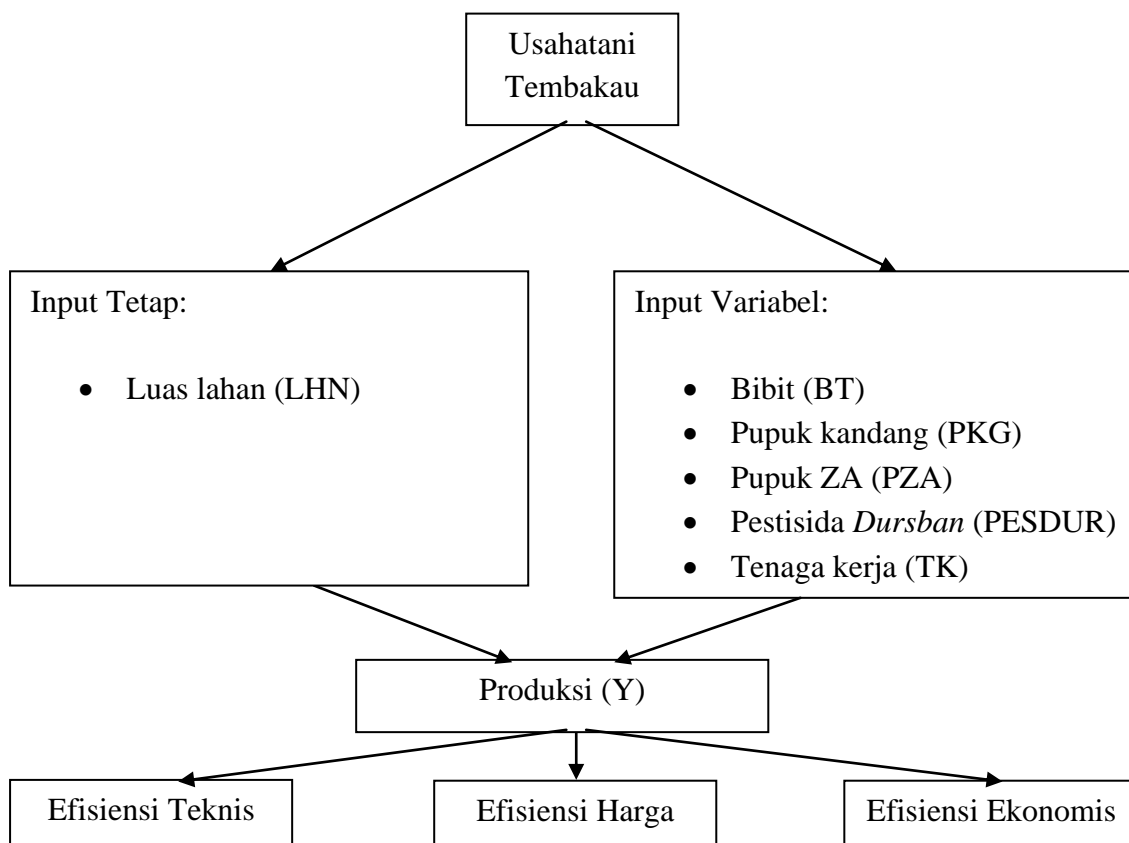 Usahatani
Tembakau
Input Tetap:
• Luas lahan (LHN)
Input Variabel:
• Bibit (BT)
• Pupuk kandang (PKG)
• Pupuk ZA (PZA)
• Pestisida Dursban (PESDUR)
• Tenaga kerja (TK)
Produksi (Y)
Efisiensi Teknis
Efisiensi Harga
Efisiensi Ekonomis